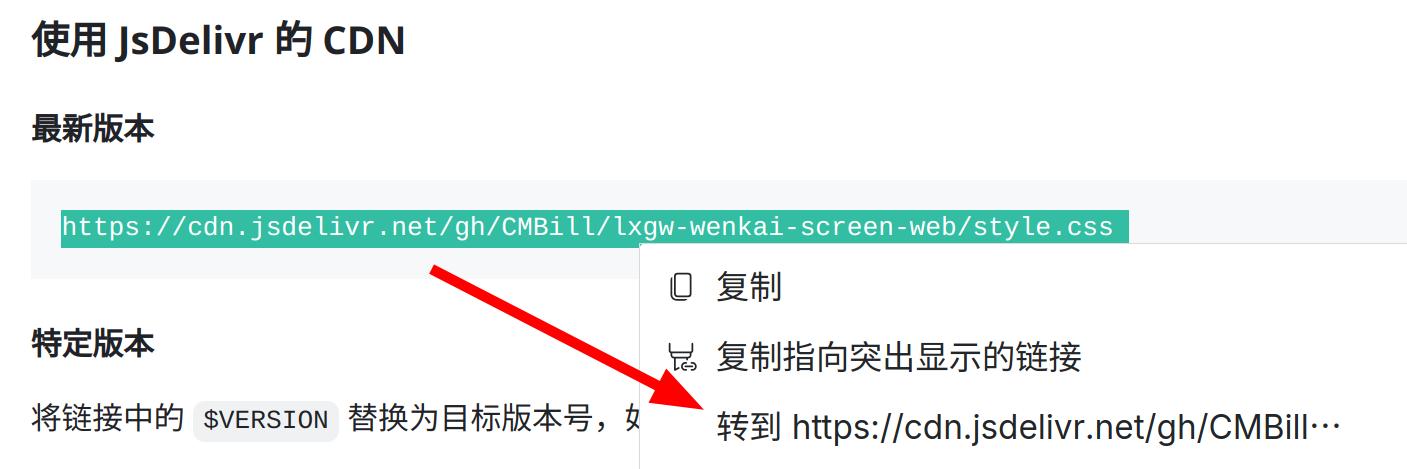 使用 JsDelivr 的 CDN
最新版本
https://cdn.jsdelivr.net/gh/CMBill/lxgw-wenkai-screen-web/style.css
复制
特定版本
复制指向突出显示的链接
将链接中的 $VERSION 替换为目标版本号，
转到 https://cdn.jsdelivr.net/gh/CMBill…